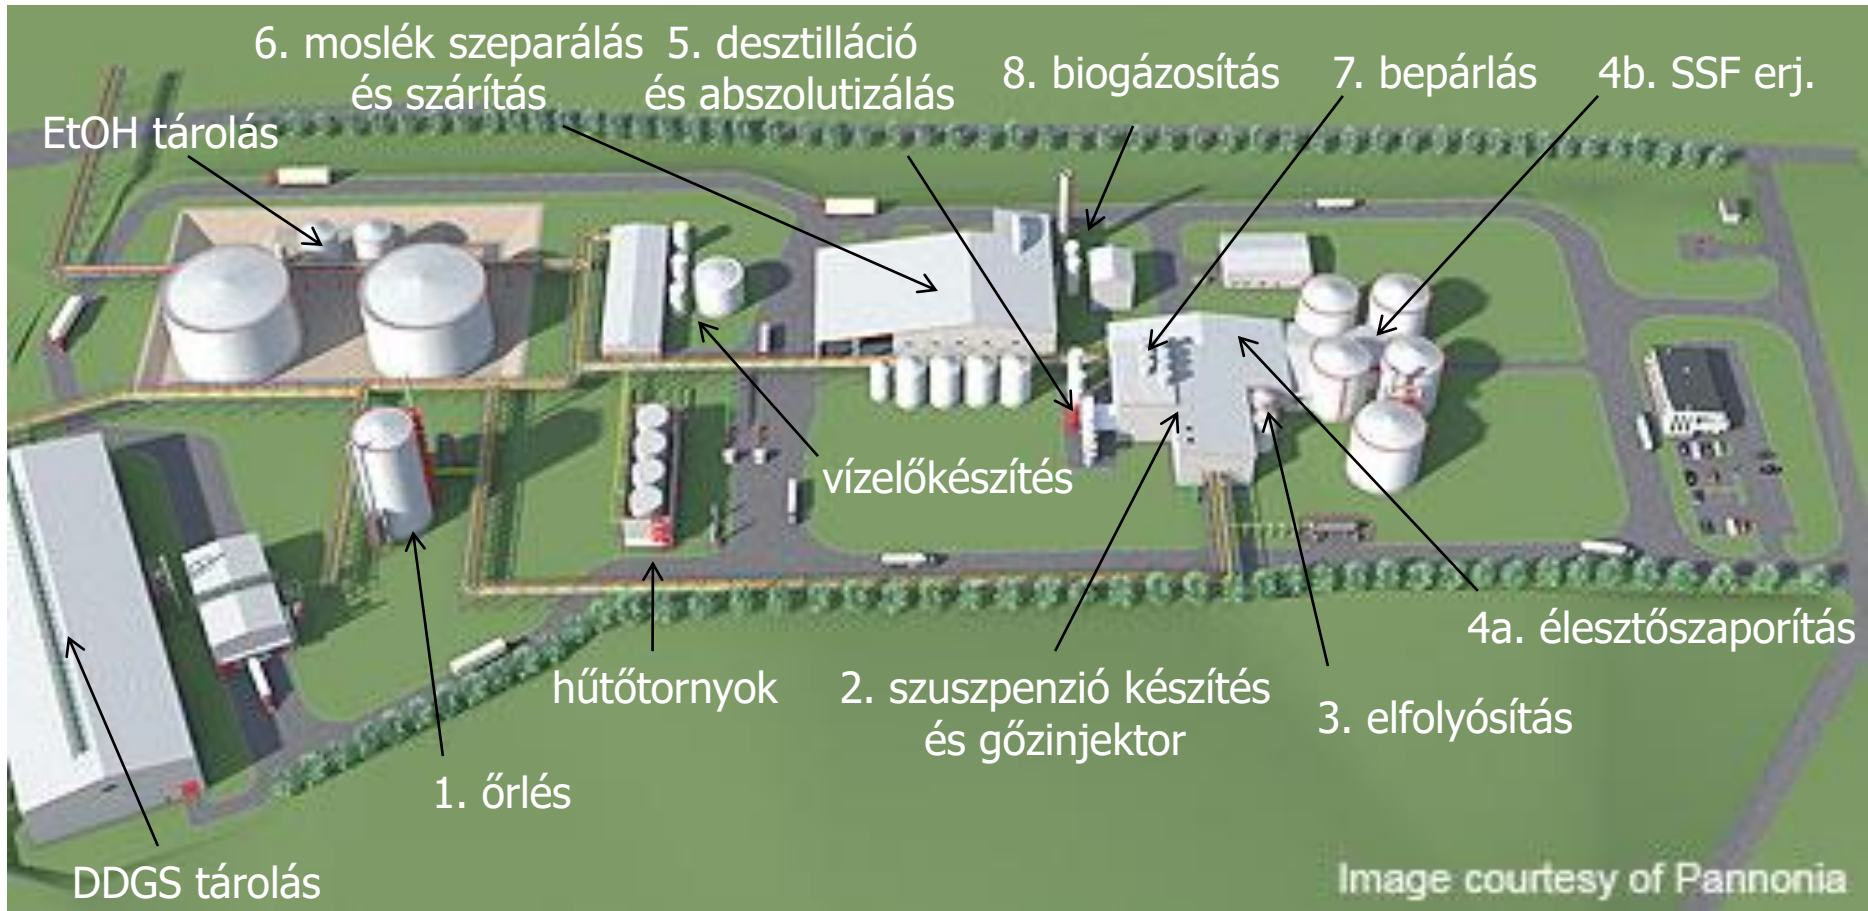 6. moslék szeparálás
és szárítás
5. desztilláció
és abszolutizálás
8. biogázosítás
7. bepárlás
4b. SSF erj.
EtOH tárolás
vízelőkészítés
4a. élesztőszaporítás
hűtőtornyok
2. szuszpenzió készítés
és gőzinjektor
3. elfolyósítás
1. őrlés
DDGS tárolás
Image courtesy of Pannonia